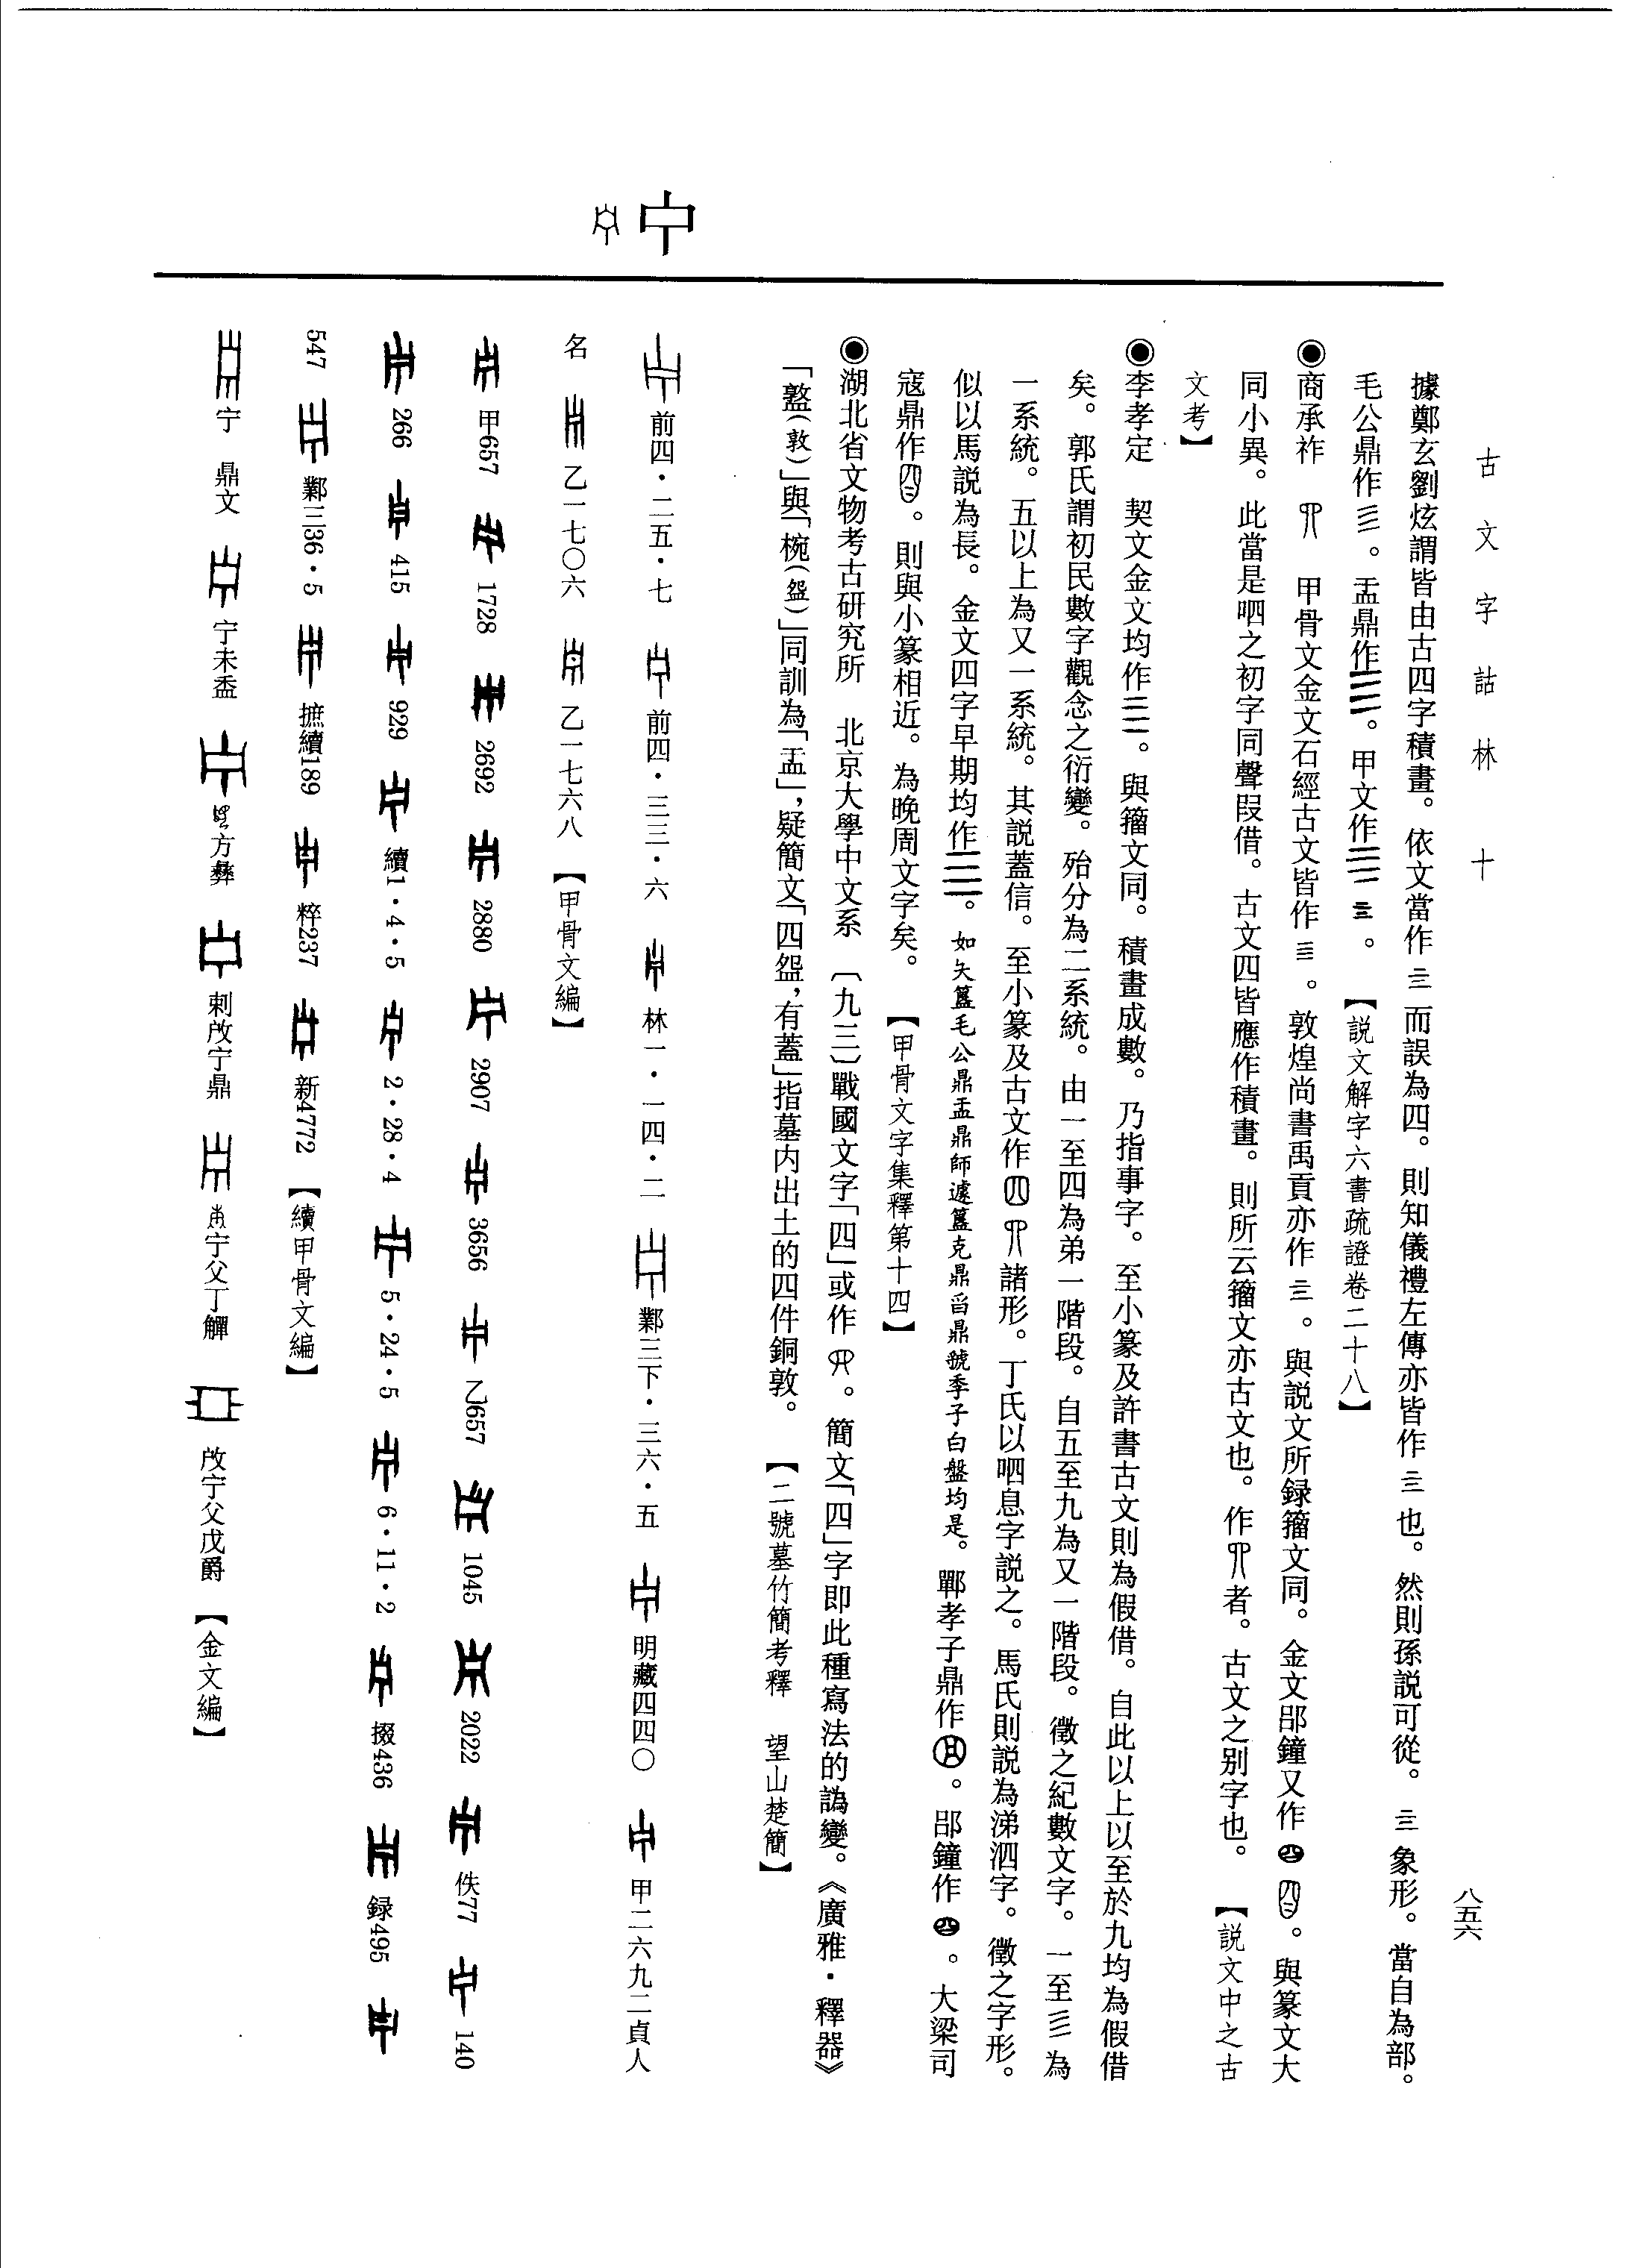 古文字詁林　十
八五六
據鄭玄劉炫謂皆由古四字積畫。依文當作亖而誤為四。則知儀禮左傳亦皆作亖也。然則孫説可從。亖象形。當自為部。
毛公鼎作亖。盂鼎作亖。甲文作亖亖。【説文解字六書疏證卷二十八】
◉商承祚　　甲骨文金文石經古文皆作亖。敦煌尚書禹貢亦作亖。與説文所録籀文同。金文郘鐘又作。與篆文大
同小異。此當是呬之初字同聲叚借。古文四皆應作積畫。則所云籀文亦古文也。作者。古文之别字也。【説文中之古
文考】
◉李孝定　契文金文均作亖。與籀文同。積畫成數。乃指事字。至小篆及許書古文則為假借。自此以上以至於九均為假借
矣。郭氏謂初民數字觀念之衍變。殆分為二系統。由一至四為弟一階段。自五至九為又一階段。徵之紀數文字。一至亖為
一系統。五以上為又一系統。其説蓋信。至小篆及古文作諸形。丁氏以呬息字説之。馬氏則説為涕泗字。徵之字形。
似以馬説為長。金文四字早期均作亖。如夨簋毛公鼎盂鼎師遽簋克鼎舀鼎虢季子白盤均是。鄲孝子鼎作。郘鐘作。大梁司
寇鼎作。則與小篆相近。為晚周文字矣。【甲骨文字集釋第十四】
◉湖北省文物考古研究所　北京大學中文系　〔九三〕戰國文字「四」或作。簡文「四」字即此種寫法的譌變。《廣雅·釋器》
「𥂴（敦）」與「椀（盌）」同訓為「盂」，疑簡文「四盌，有蓋」指墓内出土的四件銅敦。【二號墓竹簡考釋　望山楚簡】
宁
前四·二五·七　前四·三三·六　林一·一四·二　鄴三下·三六·五　明藏四四〇　甲二六九二貞人
名　乙一七〇六　乙一七六八【甲骨文編】
甲657　1728　2692　2880　2907　3656　乙657　1045　2022　佚77　140
266　415　929　續1·4·5　2·28·4　5·24·5　6·11·2　掇436　録495
547　鄴三36·5　摭續189　粹237　新4772【續甲骨文編】
宁　鼎文　宁未盉　方彝　剌啟宁鼎　宁父丁觶　啟宁父戊爵【金文編】